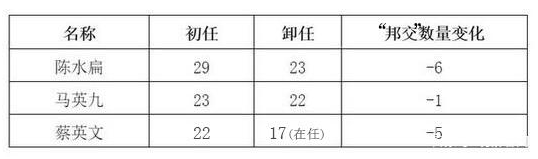 名称 初任 卸任 “邦交”数量变化
陈水扁 29 23 -6
马英九 23 22 -1
蔡英文 22 17(在任) -5